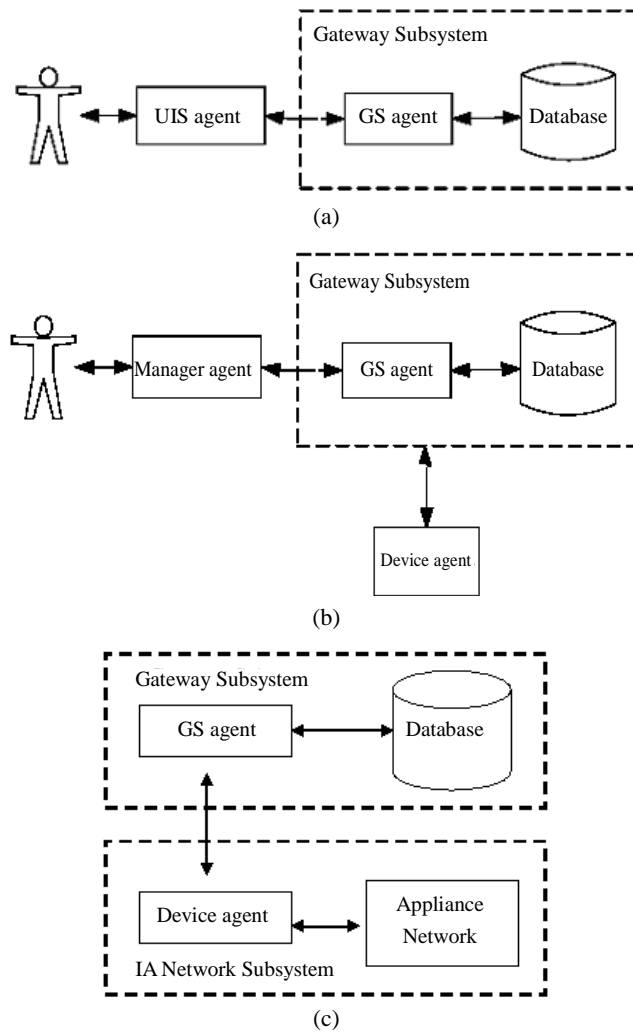 Gateway Subsystem
UIS agent
GS agent
Database
(a)
Gateway Subsystem
Manager agent
GS agent
Database
Device agent
(b)
Gateway Subsystem
GS agent
Database
Device agent
Appliance
Network
IA Network Subsystem
(c)